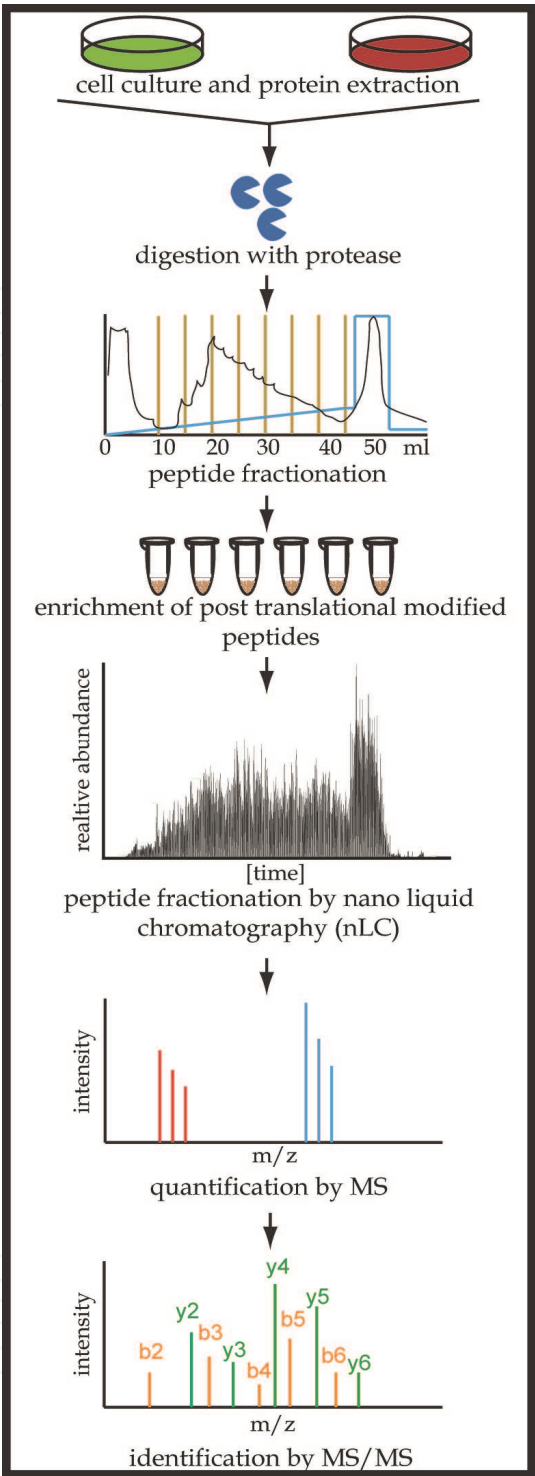 cell culture and protein extraction
digestion with protease
0 10 20 30 40 50 ml
peptide fractionation
enrichment of post translational modified
peptides
realtive abundance
[time]
peptide fractionation by nano liquid
chromatography (nLC)
intensity
m/z
quantification by MS
intensity
b2 y2 b3 y3 b4 y4 b5 y5 b6 y6
m/z
identification by MS/MS